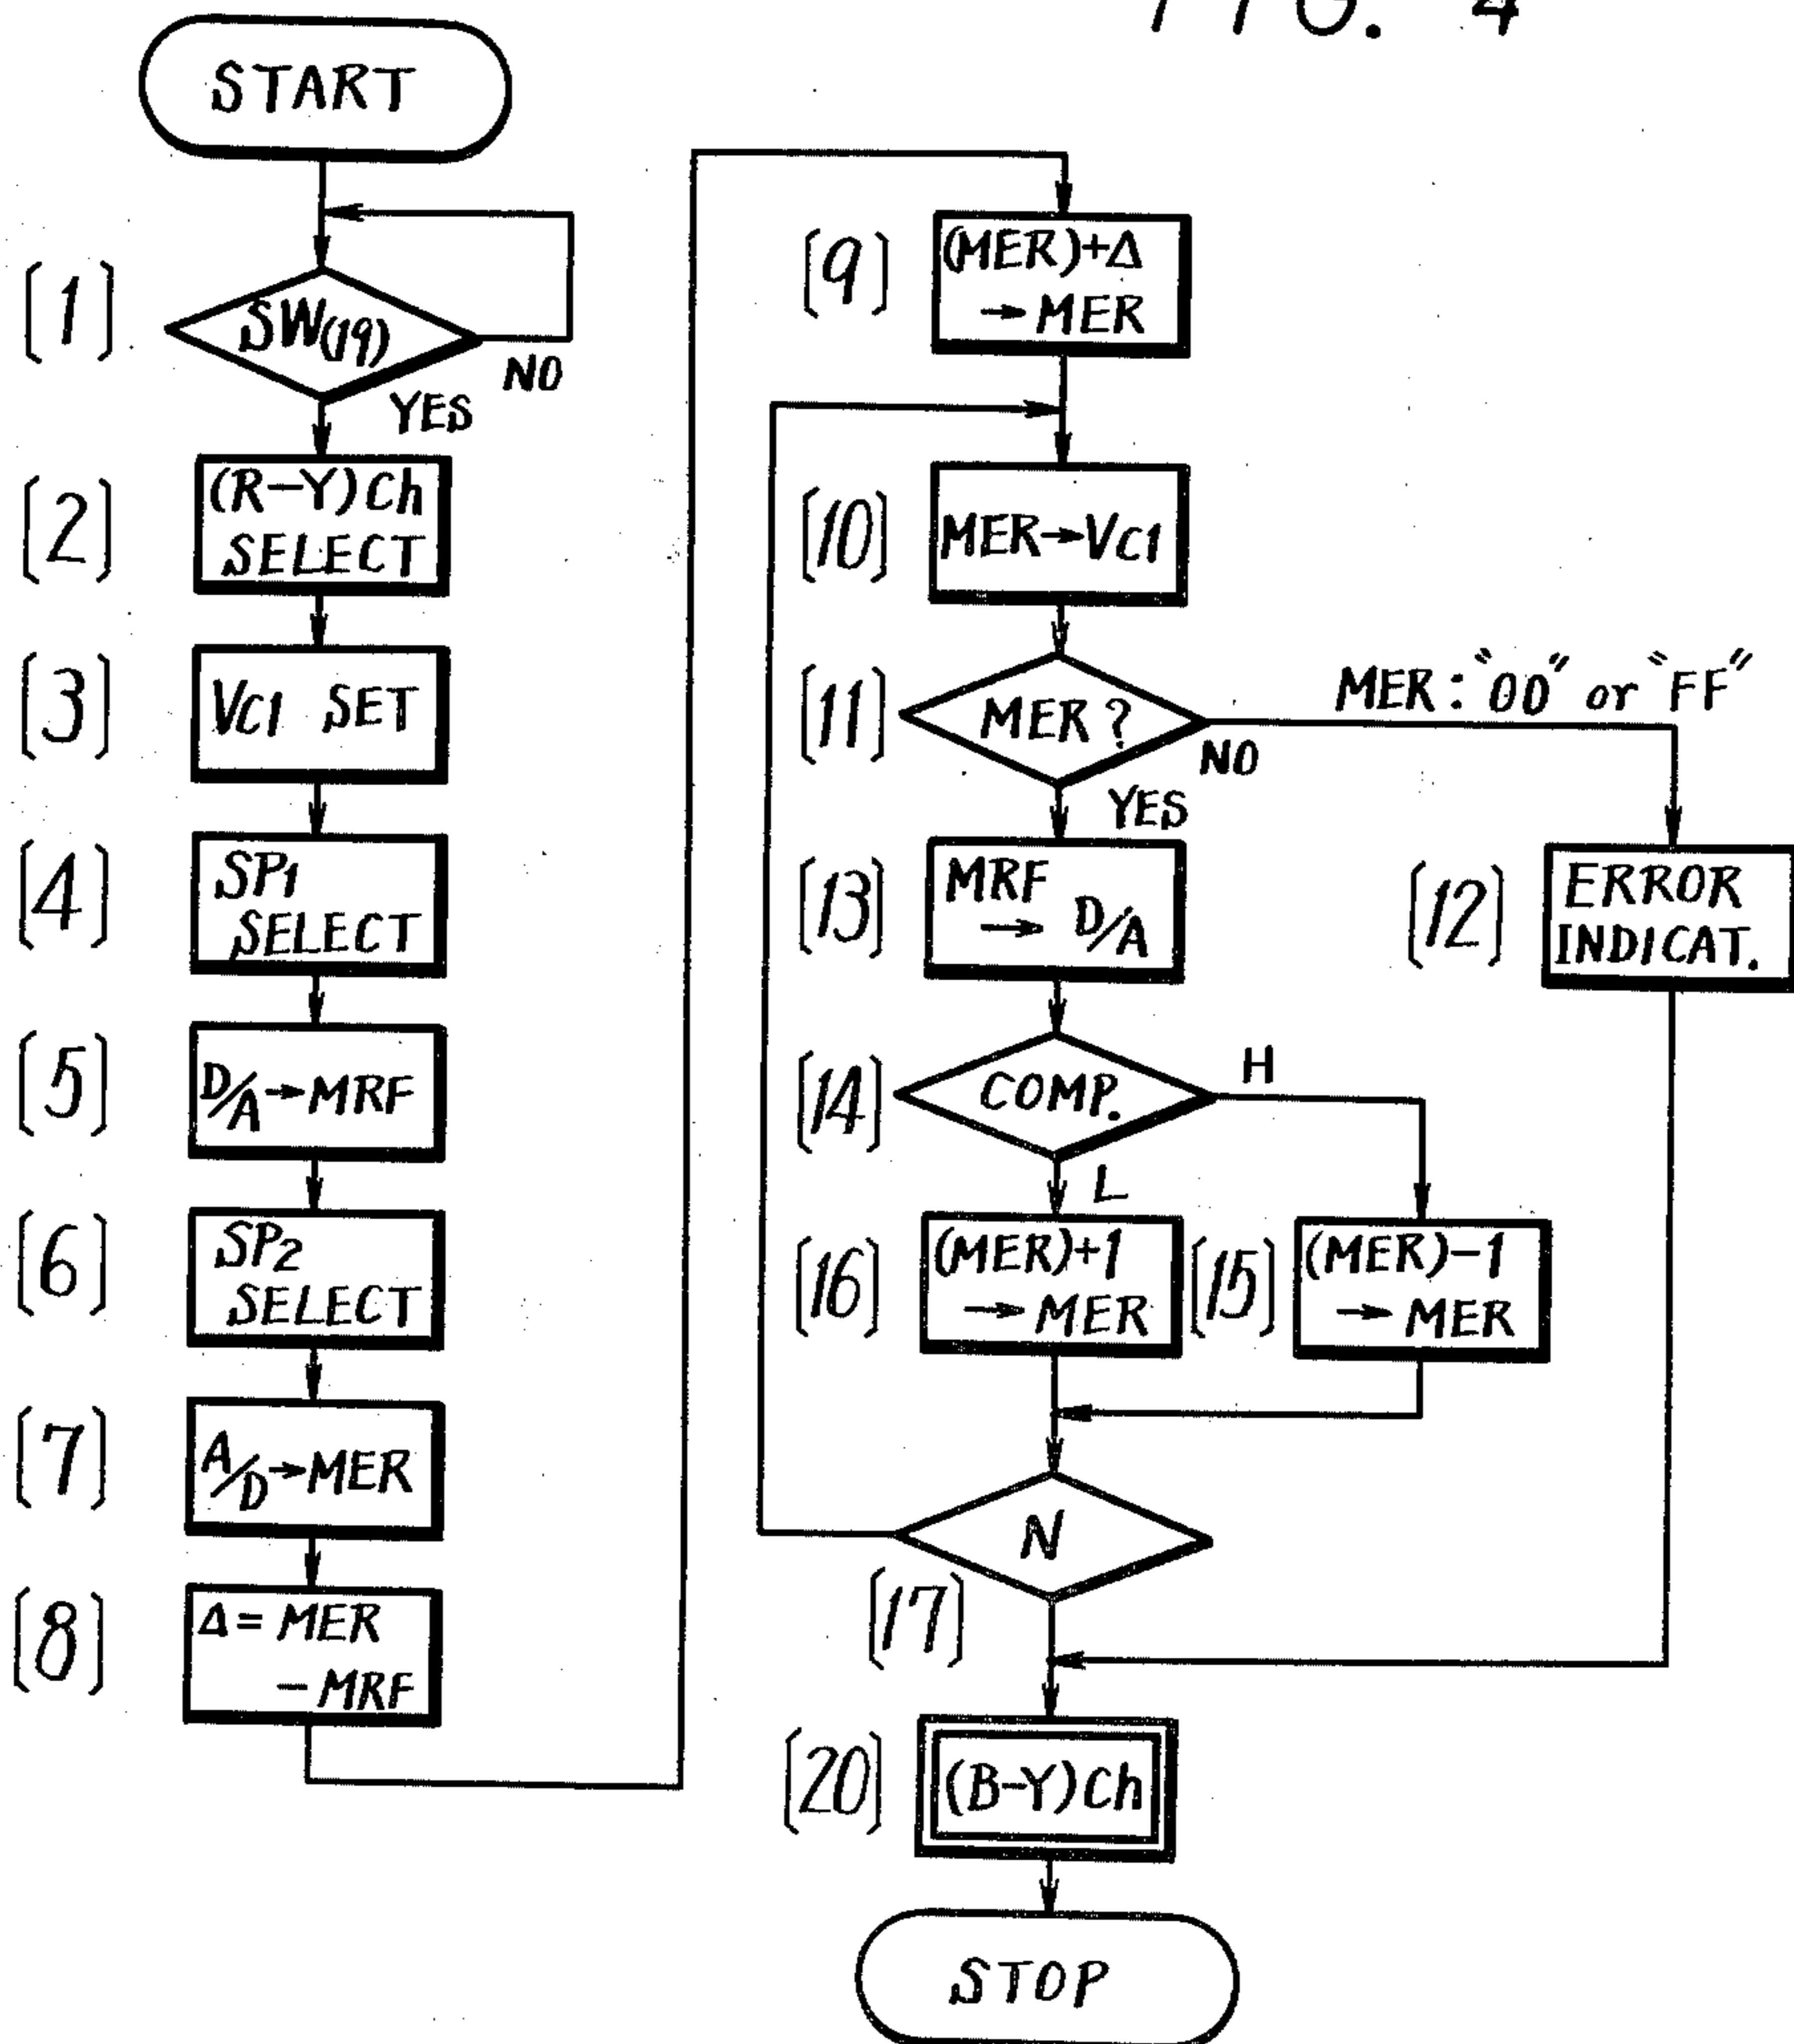 FIG. 4
START
[1]
SW(19)
NO
YES
[2]
(R-Y)Ch
SELECT
[3]
VC1 SET
[4]
SP1
SELECT
[5]
D/A→MRF
[6]
SP2
SELECT
[7]
A/D→MER
[8]
Δ= MER
-MRF
[9]
(MER)+Δ
→MER
[10]
MER→VC1
[11]
MER?
MER: "00" or "FF"
NO
YES
[13]
MRF
→ D/A
[12]
ERROR
INDICAT.
[14]
COMP.
H
L
[16]
(MER)+1
→MER
[15]
(MER)-1
→MER
N
[17]
[20]
(B-Y)Ch
STOP